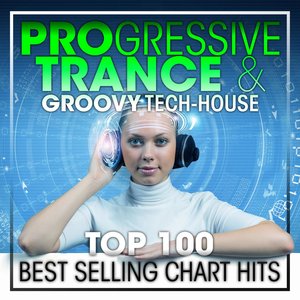 PROGRESSIVE
TRANCE &
GROOVY TECH-HOUSE
TOP 100
BEST SELLING CHART HITS